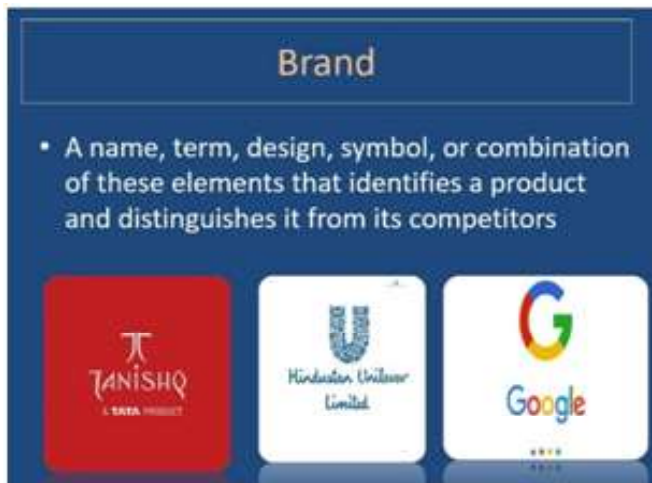 Brand
• A name, term, design, symbol, or combination
of these elements that identifies a product
and distinguishes it from its competitors
TANISHQ
A TATA PRODUCT
U
Hindustan Unilever
Limited
G
Google